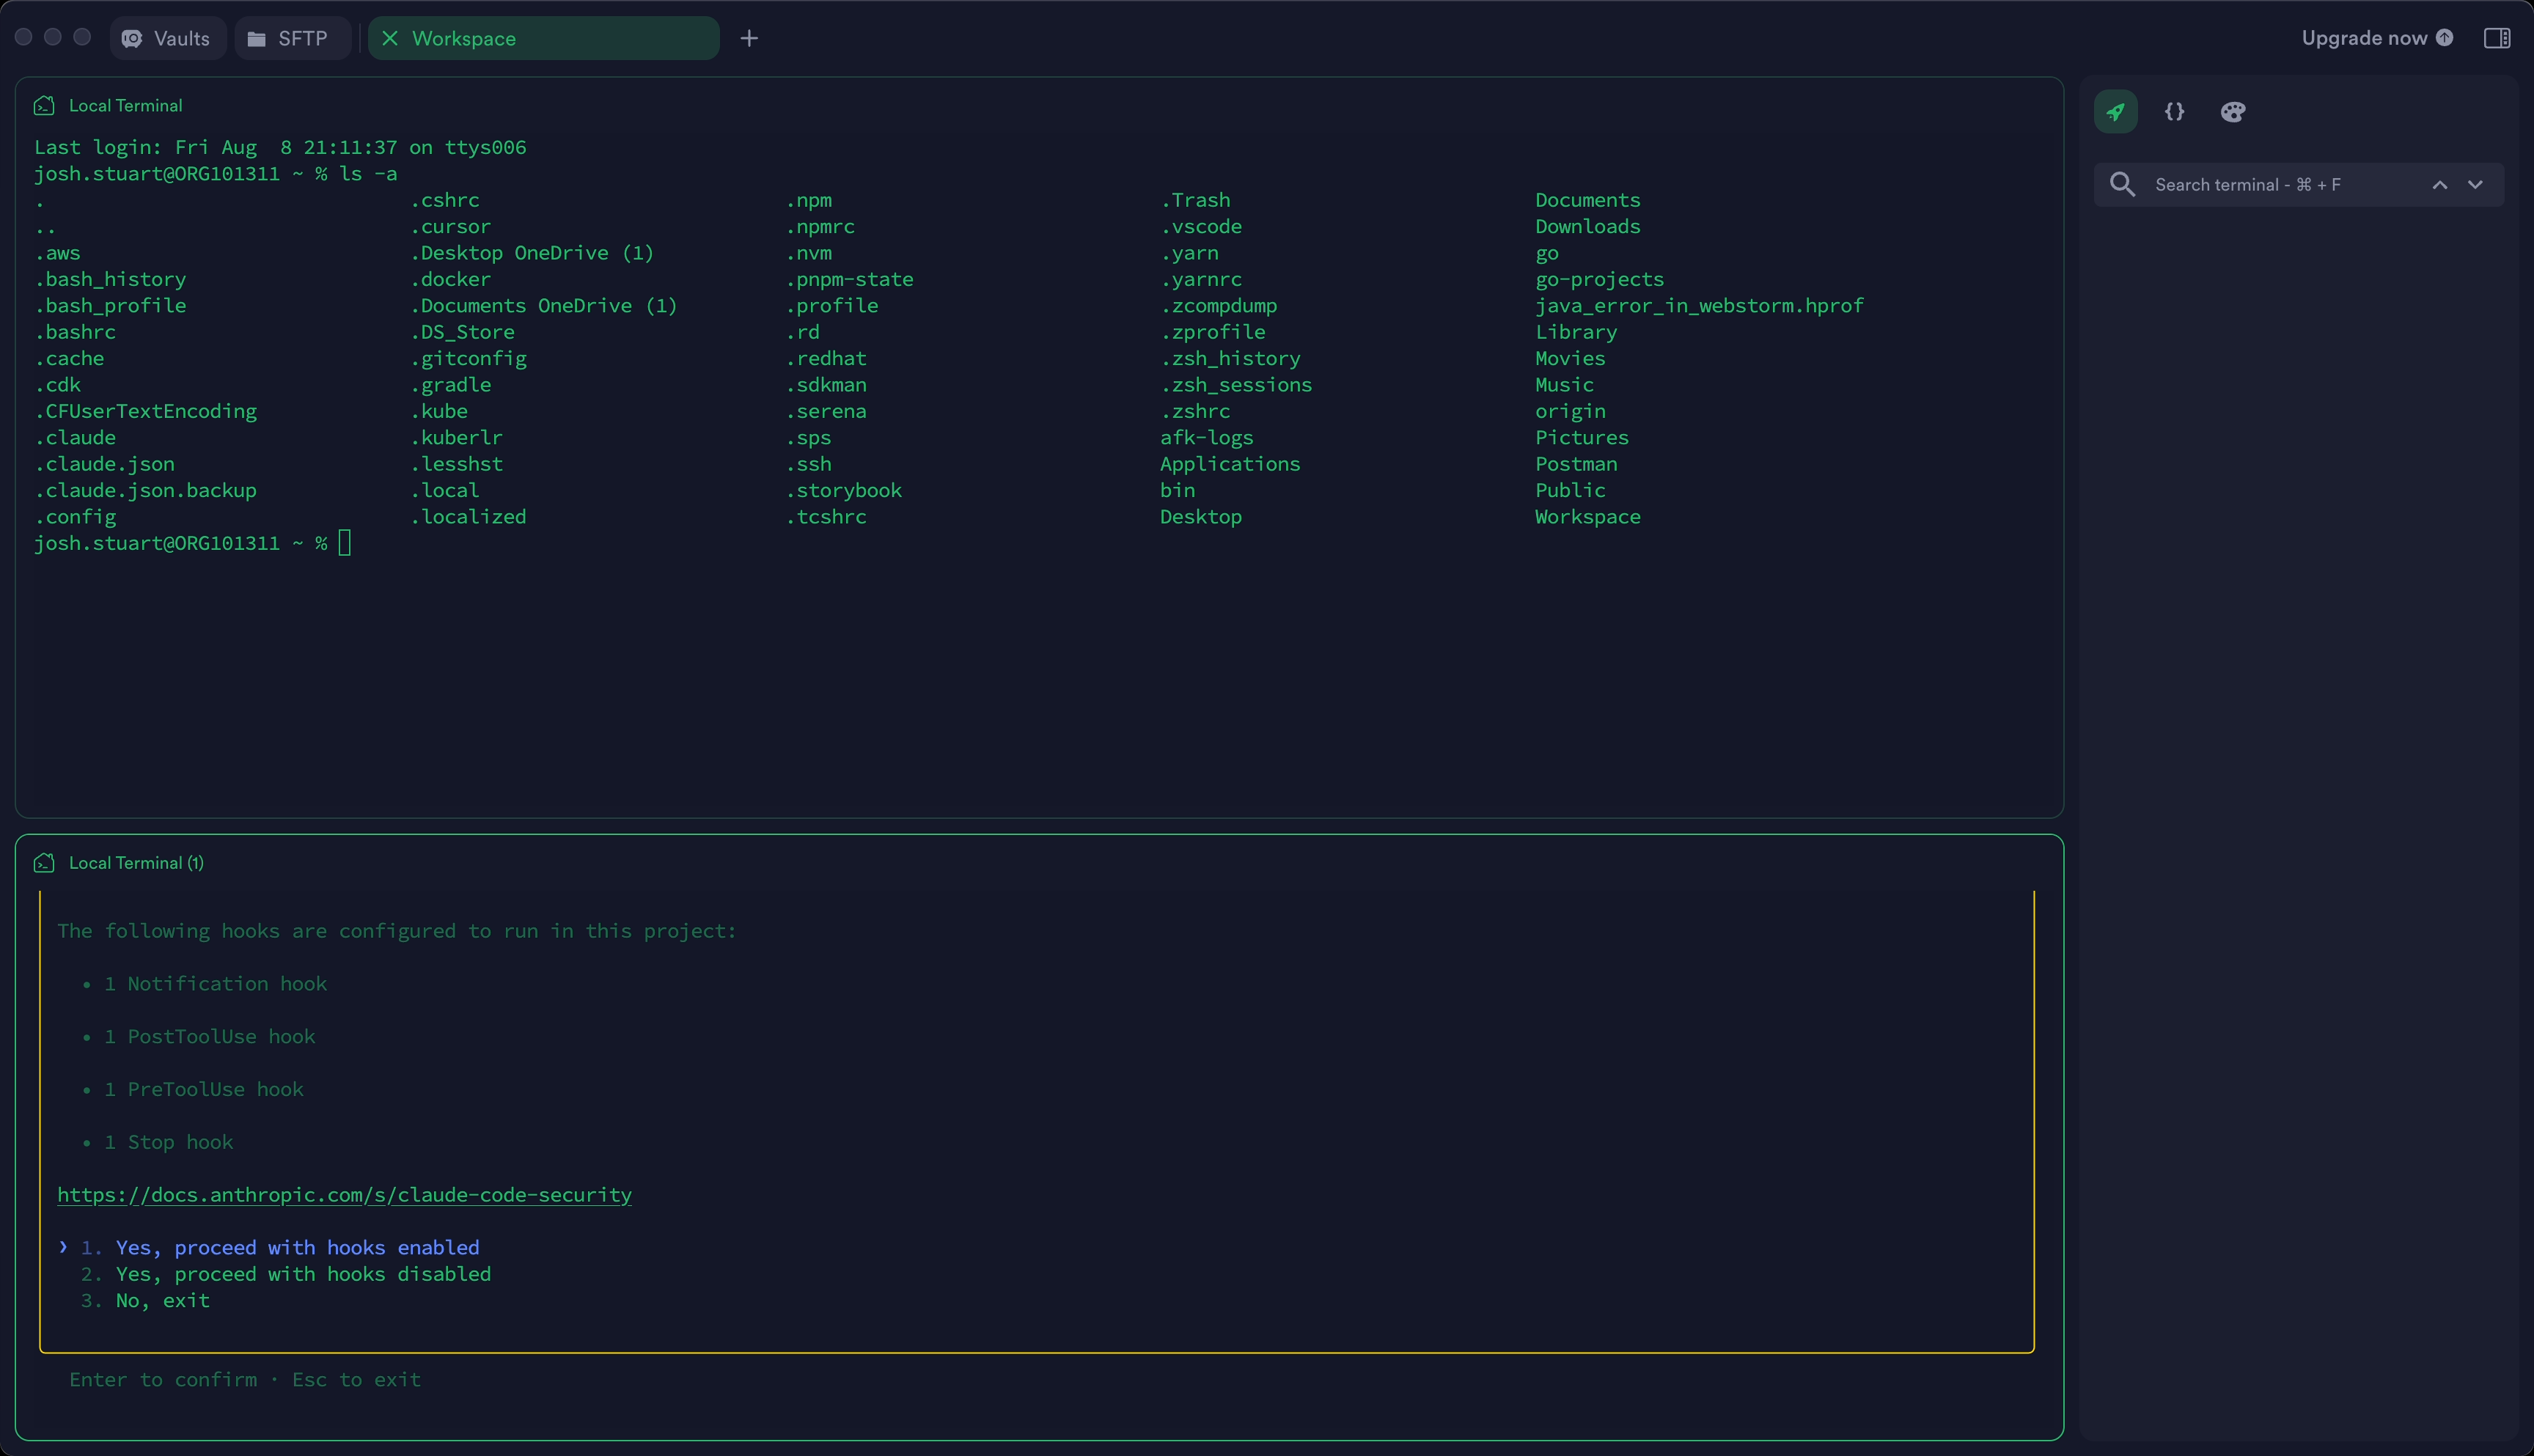 Vaults SFTP Workspace Upgrade now
Local Terminal
Last login: Fri Aug  8 21:11:37 on ttys006
josh.stuart@ORG101311 ~ % ls -a
. .cshrc .npm .Trash Documents
.. .cursor .npmrc .vscode Downloads
.aws .Desktop OneDrive (1) .nvm .yarn go
.bash_history .docker .pnpm-state .yarnrc go-projects
.bash_profile .Documents OneDrive (1) .profile .zcompdump java_error_in_webstorm.hprof
.bashrc .DS_Store .rd .zprofile Library
.cache .gitconfig .redhat .zsh_history Movies
.cdk .gradle .sdkman .zsh_sessions Music
.CFUserTextEncoding .kube .serena .zshrc origin
.claude .kuberlr .sps afk-logs Pictures
.claude.json .lesshst .ssh Applications Postman
.claude.json.backup .local .storybook bin Public
.config .localized .tcshrc Desktop Workspace
josh.stuart@ORG101311 ~ %
Search terminal - ⌘ + F
Local Terminal (1)
The following hooks are configured to run in this project:
• 1 Notification hook
• 1 PostToolUse hook
• 1 PreToolUse hook
• 1 Stop hook
https://docs.anthropic.com/s/claude-code-security
❯ 1. Yes, proceed with hooks enabled
2. Yes, proceed with hooks disabled
3. No, exit
Enter to confirm · Esc to exit